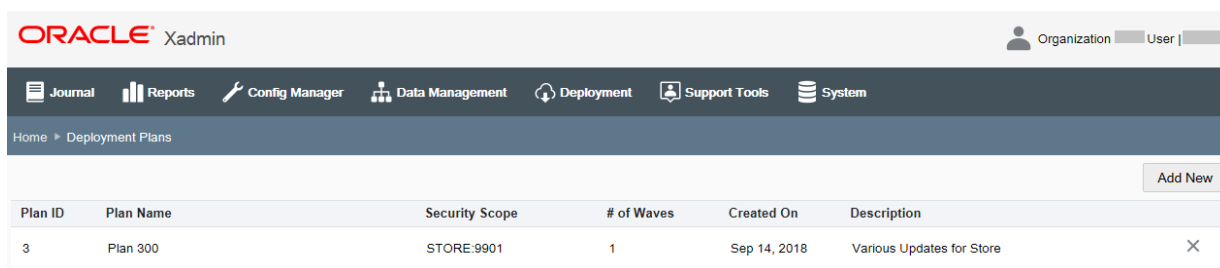 ORACLE® Xadmin
Organization User |
Journal Reports Config Manager Data Management Deployment Support Tools System
Home ▶ Deployment Plans
Add New
Plan ID Plan Name Security Scope # of Waves Created On Description
3 Plan 300 STORE:9901 1 Sep 14, 2018 Various Updates for Store ×